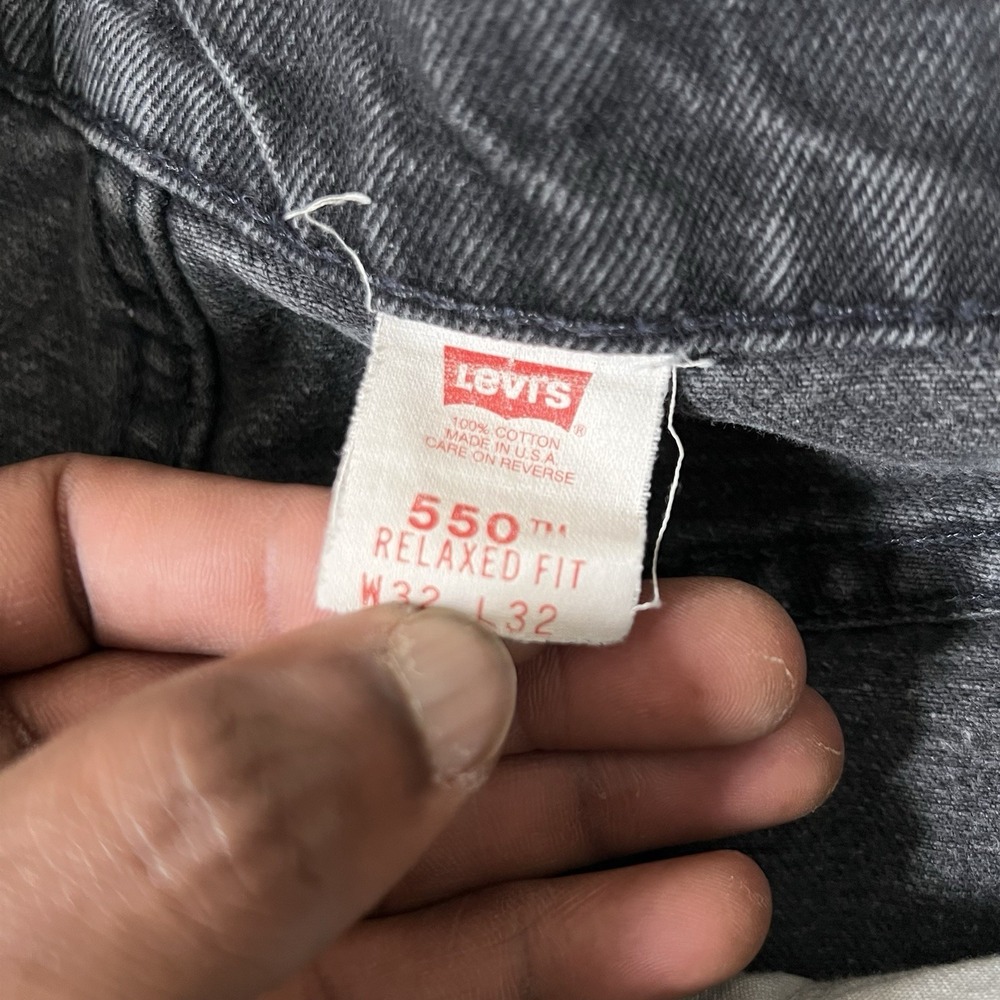 Levi's®
100% COTTON
MADE IN U.S.A.
CARE ON REVERSE
550™
RELAXED FIT
W32 L32